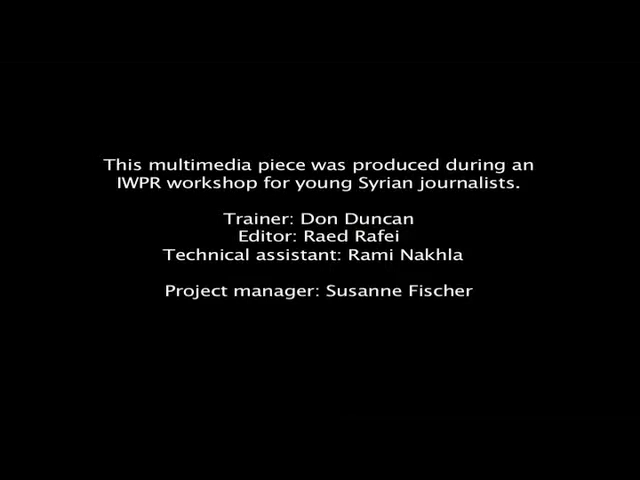 This multimedia piece was produced during an
IWPR workshop for young Syrian journalists.
Trainer: Don Duncan
Editor: Raed Rafei
Technical assistant: Rami Nakhla
Project manager: Susanne Fischer